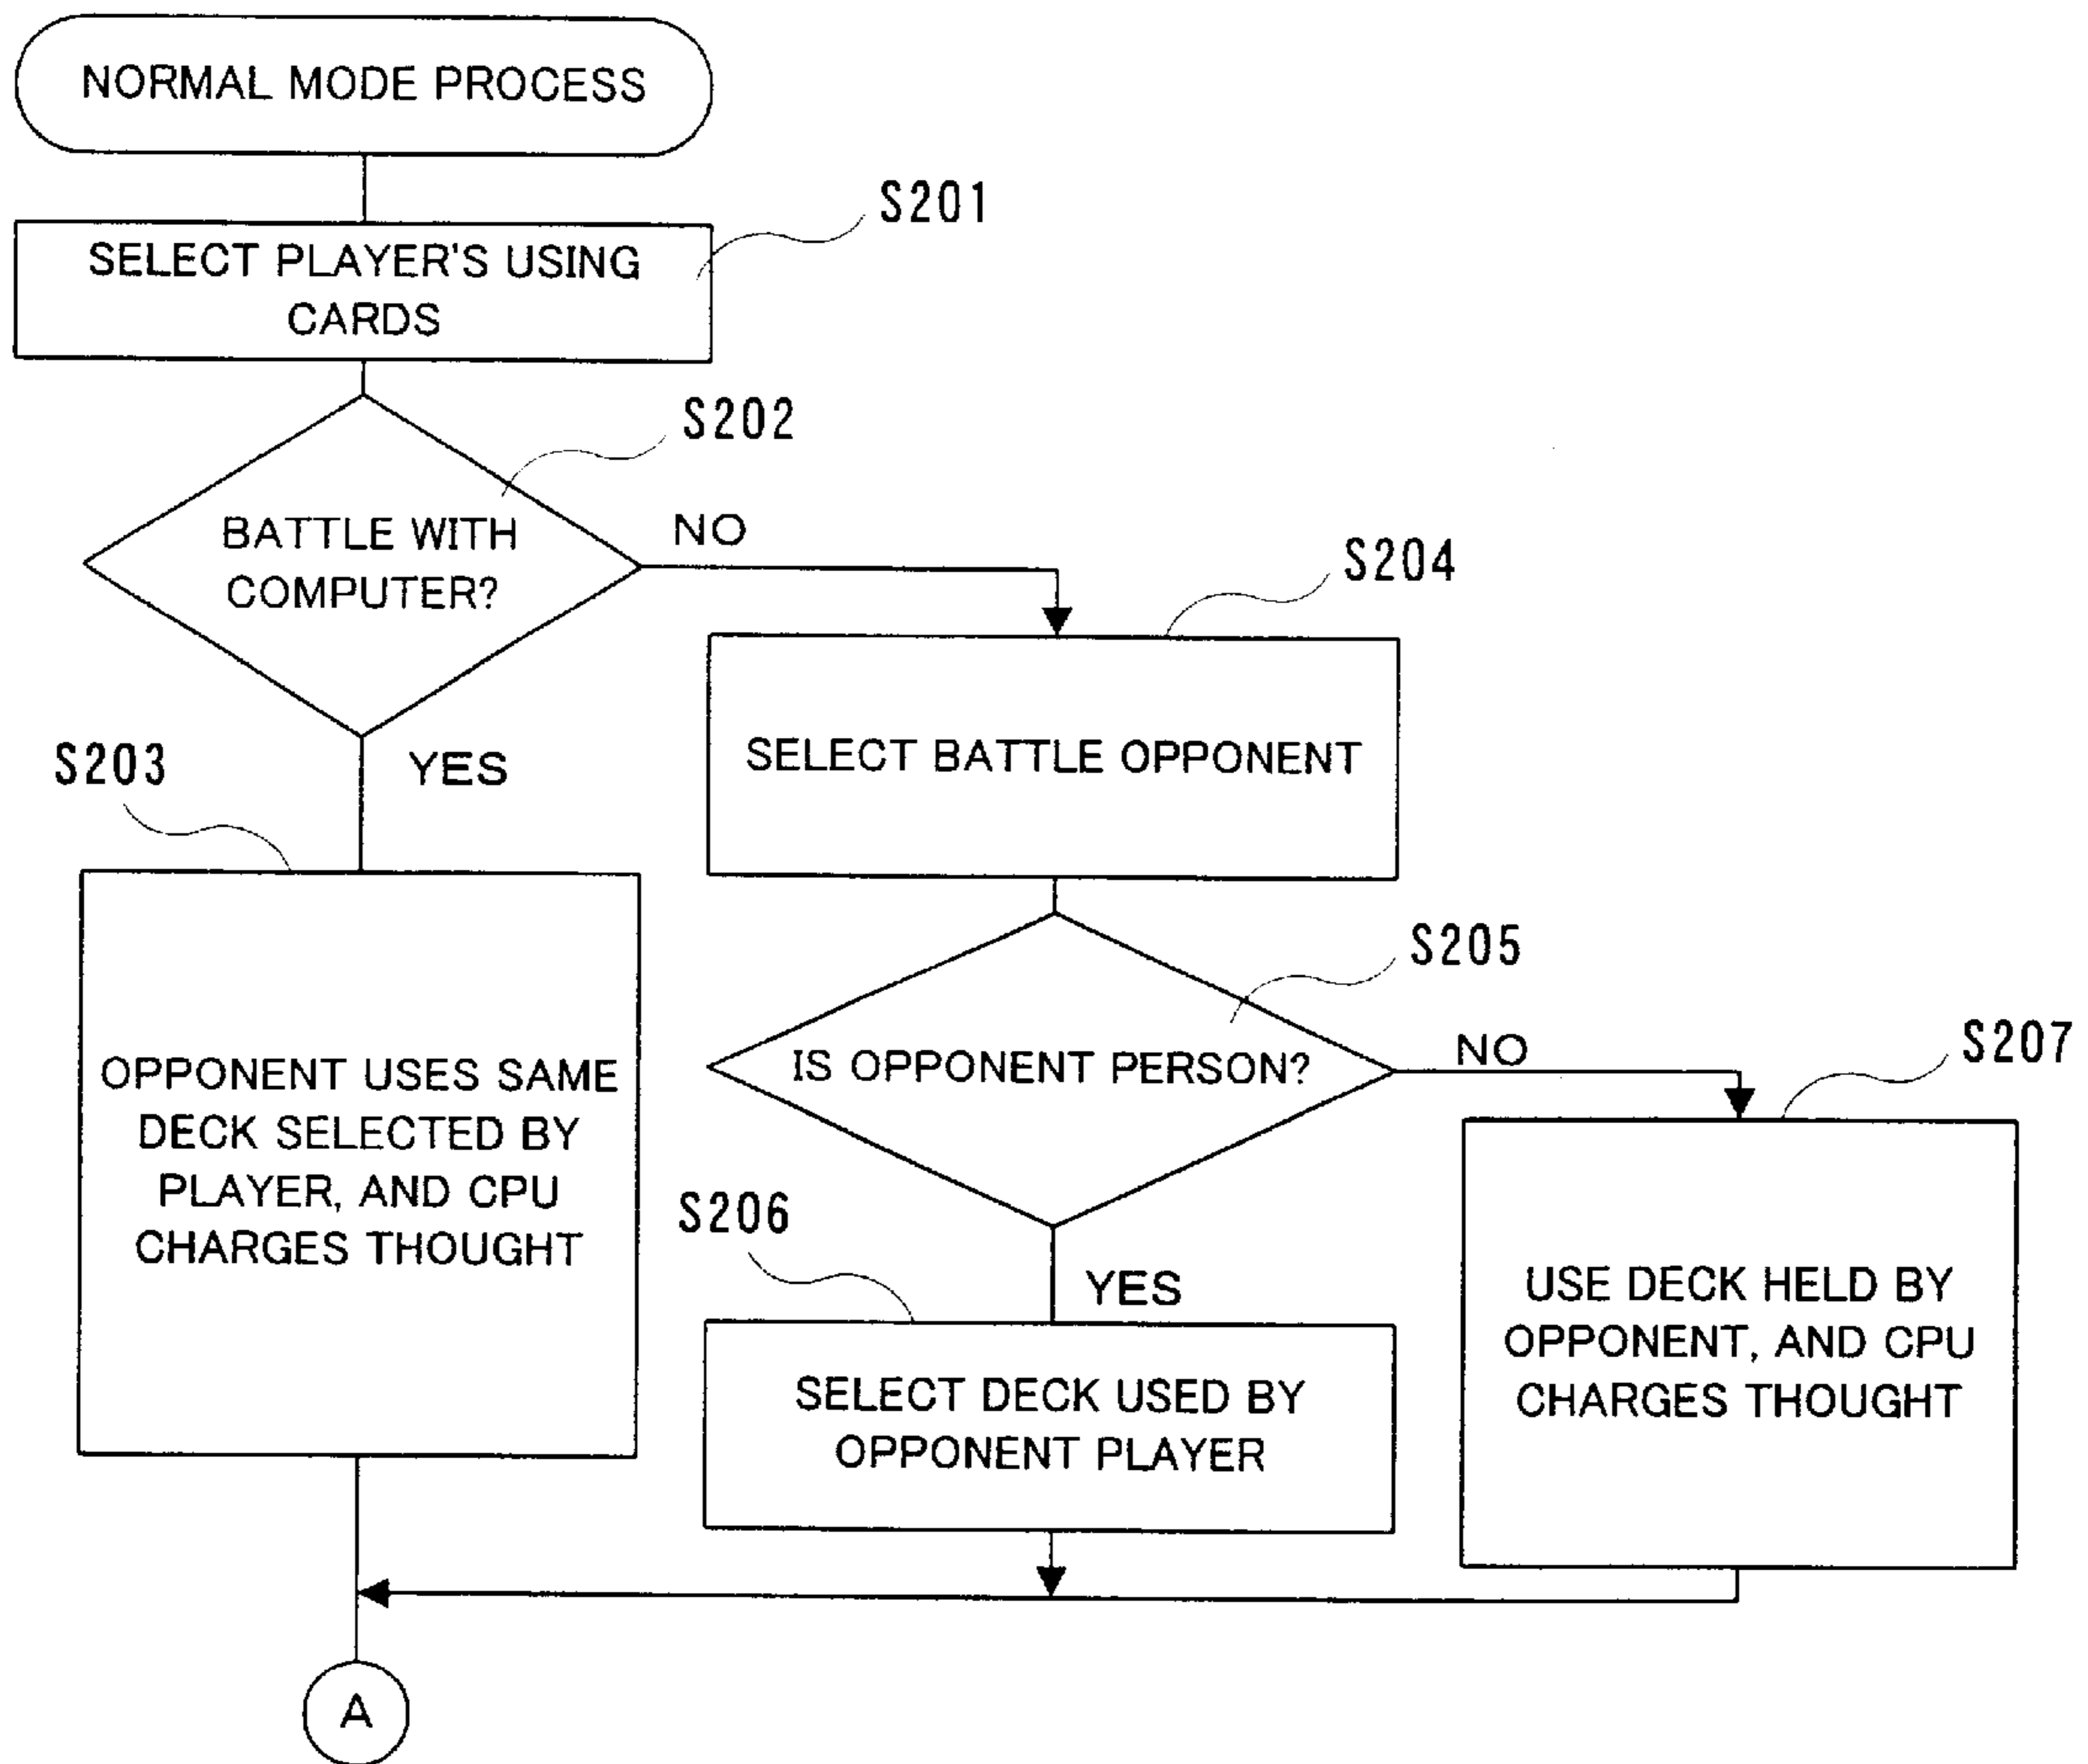 NORMAL MODE PROCESS
S201
SELECT PLAYER'S USING
CARDS
S202
BATTLE WITH
COMPUTER?
NO
YES
S203
OPPONENT USES SAME
DECK SELECTED BY
PLAYER, AND CPU
CHARGES THOUGHT
S204
SELECT BATTLE OPPONENT
S205
IS OPPONENT PERSON?
NO
YES
S206
SELECT DECK USED BY
OPPONENT PLAYER
S207
USE DECK HELD BY
OPPONENT, AND CPU
CHARGES THOUGHT
A